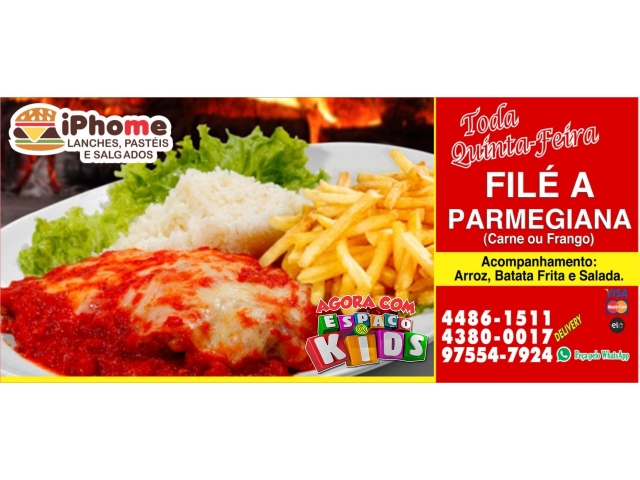 iPhome
LANCHES, PASTÉIS
E SALGADOS
AGORA COM
ESPAÇO
KIDS
Toda
Quinta-Feira
FILÉ A
PARMEGIANA
(Carne ou Frango)
Acompanhamento:
Arroz, Batata Frita e Salada.
4486-1511
4380-0017
97554-7924
DELIVERY
Peça pelo WhatsApp
VISA
MasterCard
elo